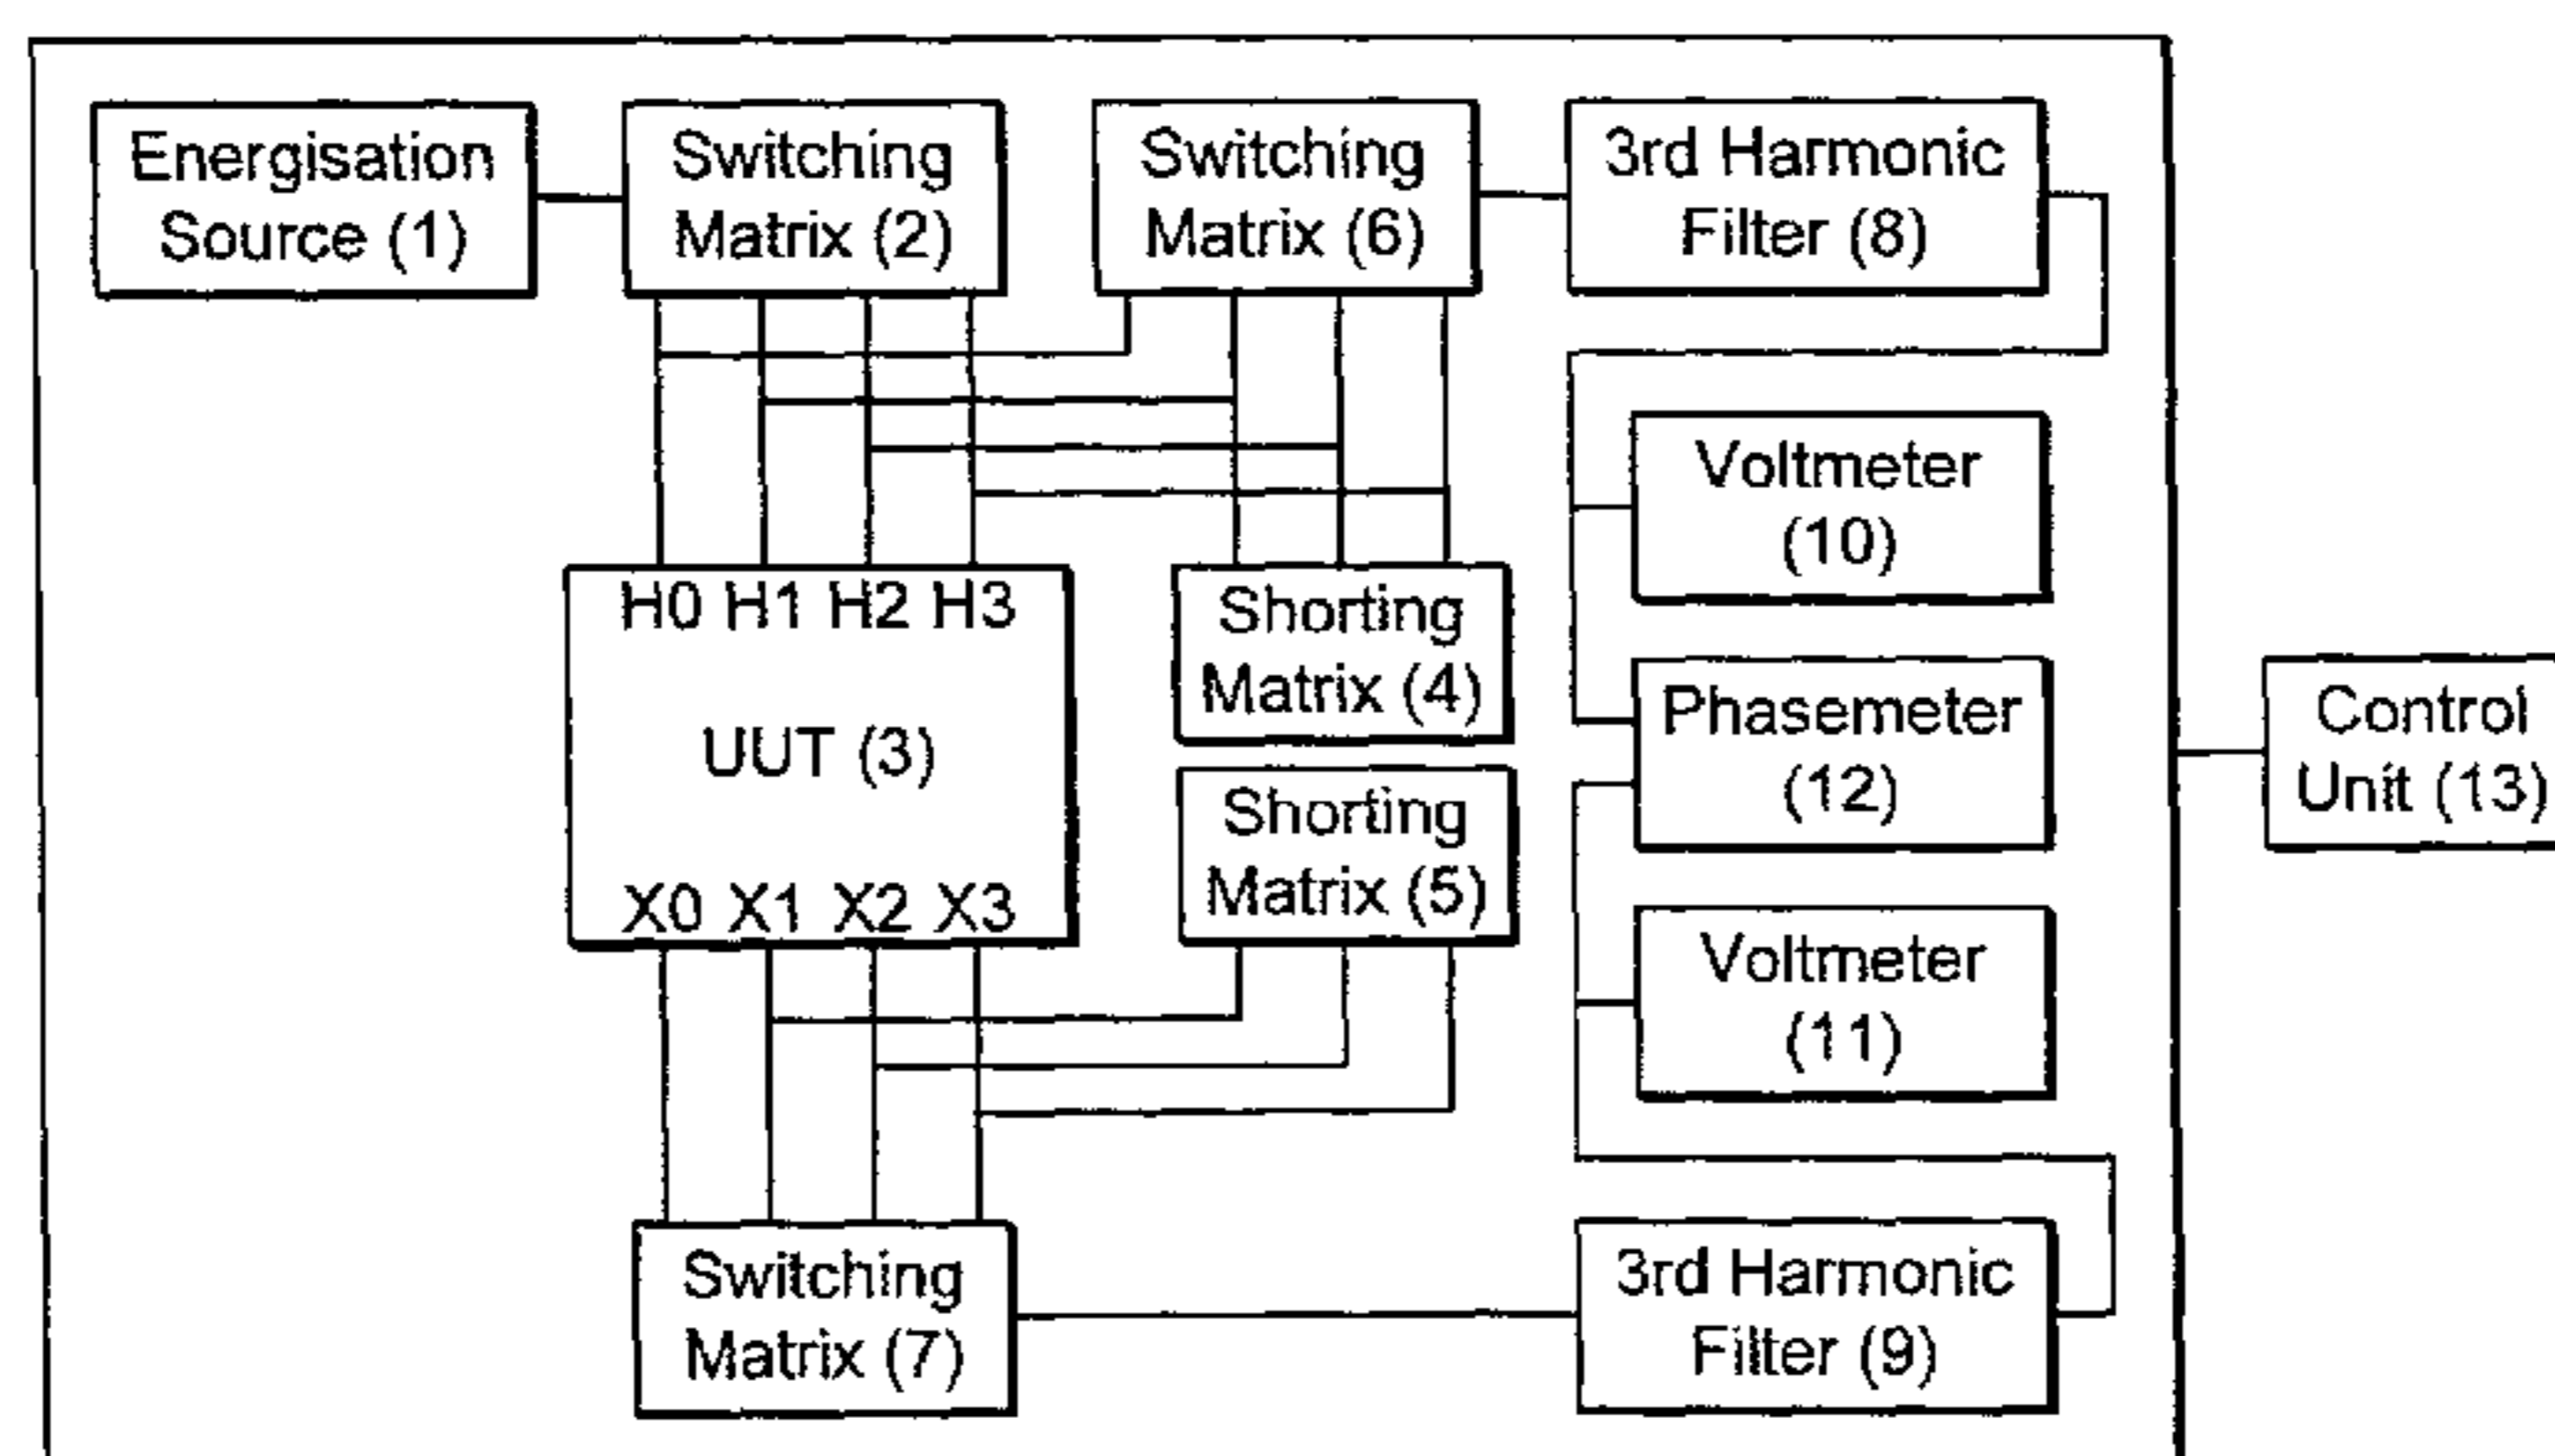 Energisation
Source (1)
Switching
Matrix (2)
Switching
Matrix (6)
3rd Harmonic
Filter (8)
Voltmeter
(10)
H0 H1 H2 H3
UUT (3)
X0 X1 X2 X3
Shorting
Matrix (4)
Shorting
Matrix (5)
Phasemeter
(12)
Control
Unit (13)
Voltmeter
(11)
Switching
Matrix (7)
3rd Harmonic
Filter (9)